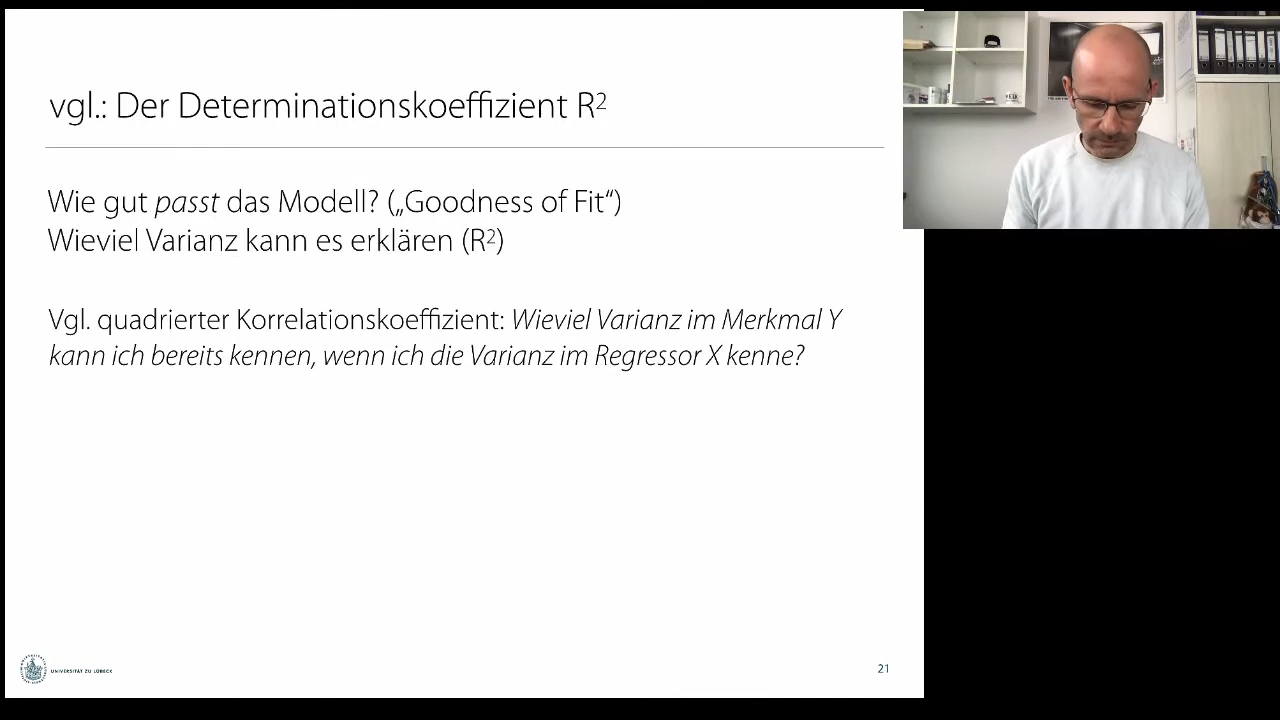 vgl.: Der Determinationskoeffizient R²
Wie gut passt das Modell? („Goodness of Fit“)
Wieviel Varianz kann es erklären (R²)
Vgl. quadrierter Korrelationskoeffizient: Wieviel Varianz im Merkmal Y
kann ich bereits kennen, wenn ich die Varianz im Regressor X kenne?
UNIVERSITÄT ZU LÜBECK
21